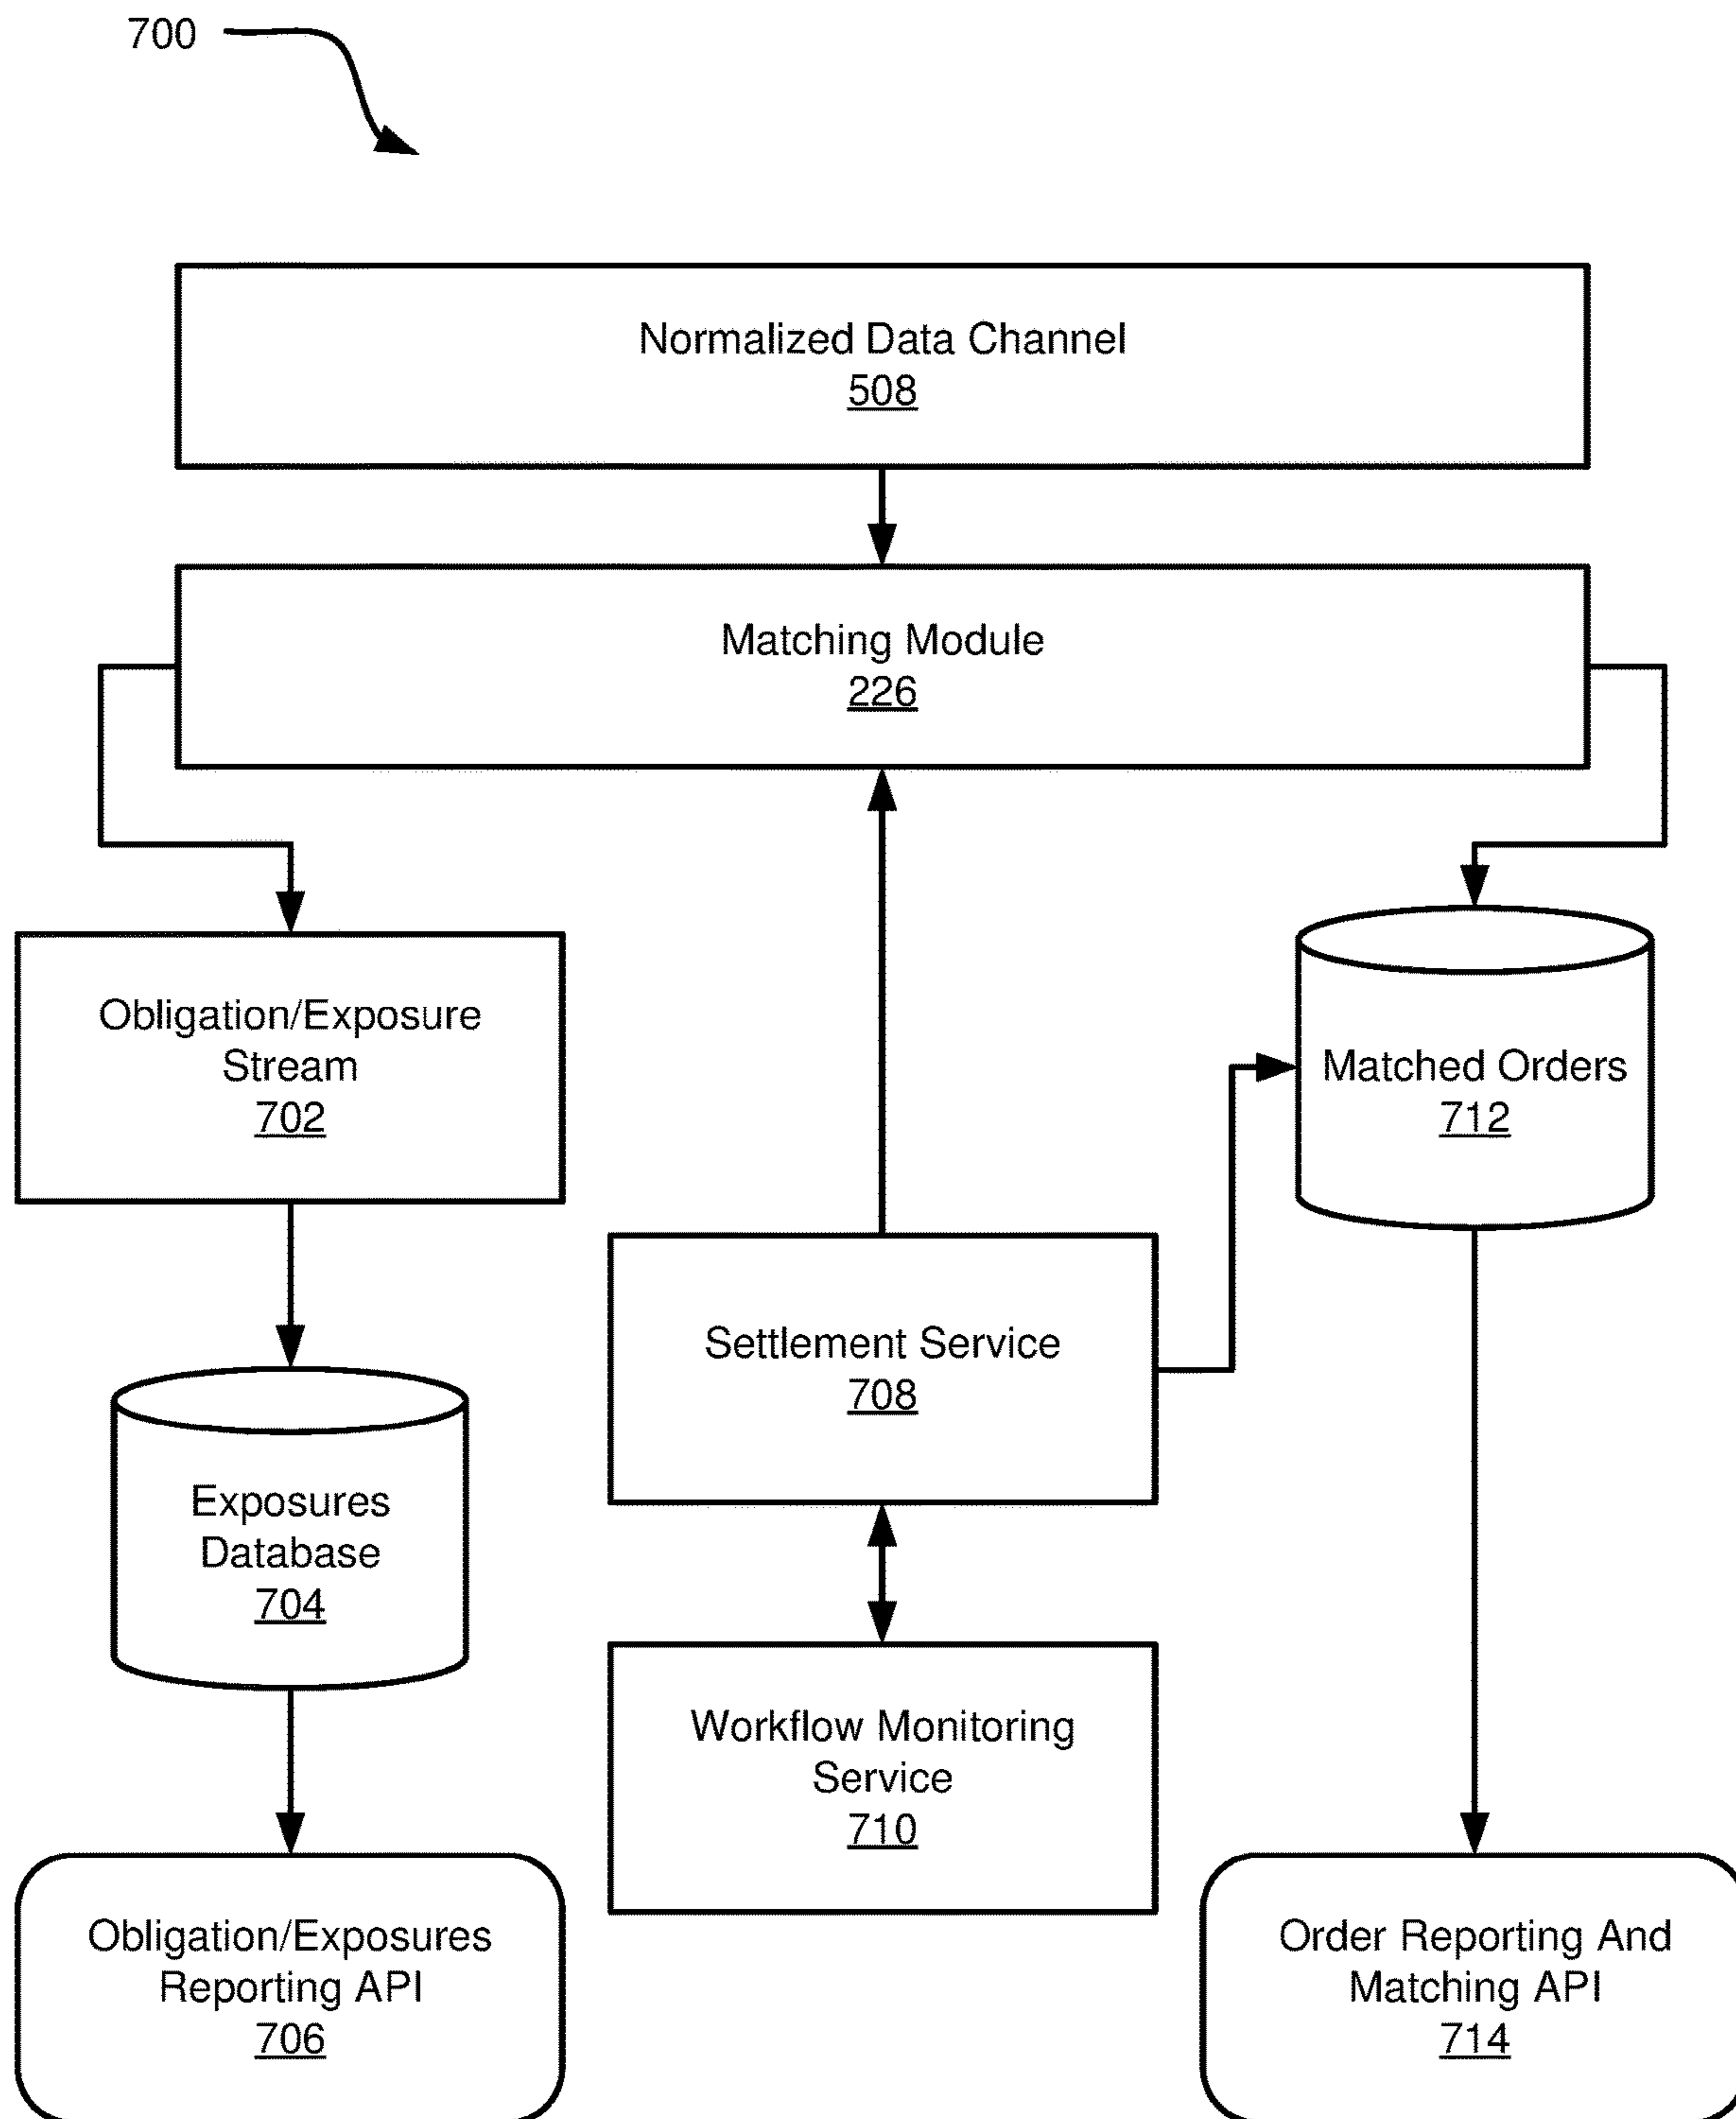 700
Normalized Data Channel
508
Matching Module
226
Obligation/Exposure
Stream
702
Matched Orders
712
Settlement Service
708
Exposures
Database
704
Workflow Monitoring
Service
710
Obligation/Exposures
Reporting API
706
Order Reporting And
Matching API
714